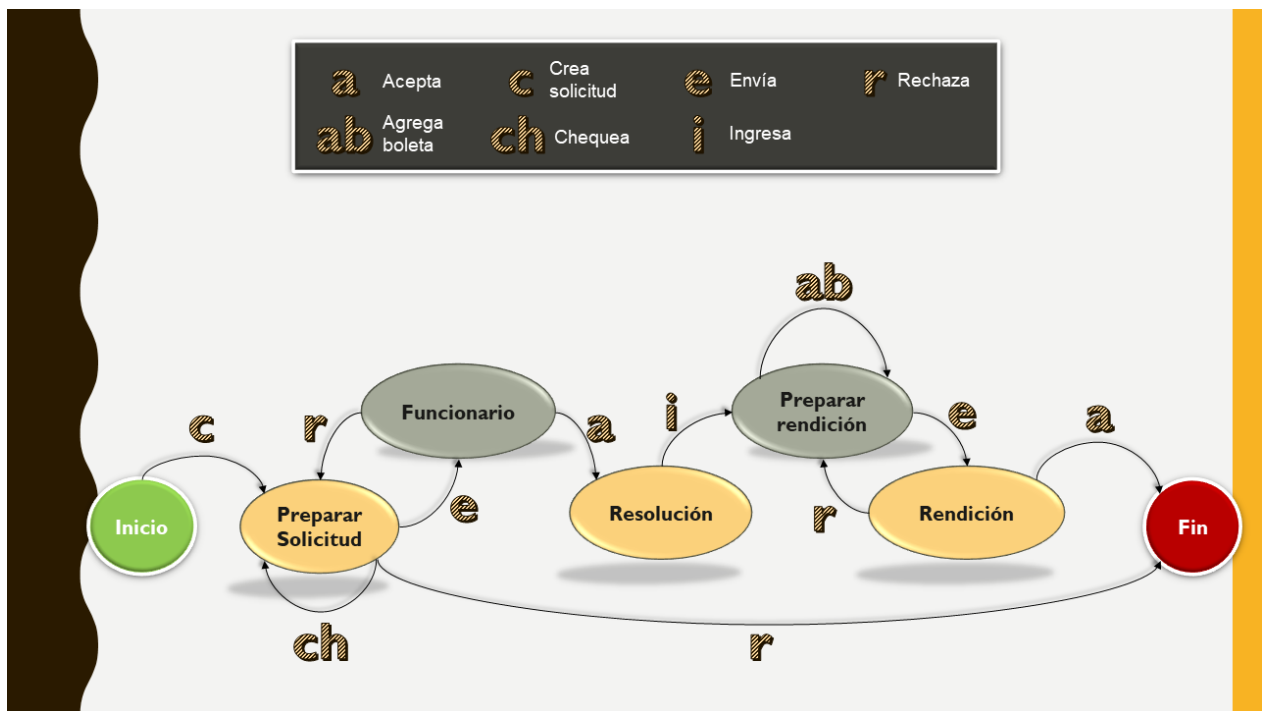 a Acepta
c Crea
solicitud
e Envía
r Rechaza
ab Agrega
boleta
ch Chequea
i Ingresa
ab
c
r
Funcionario
a
i
Preparar
rendición
e
a
Inicio
Preparar
Solicitud
e
Resolución
r
Rendición
Fin
ch
r